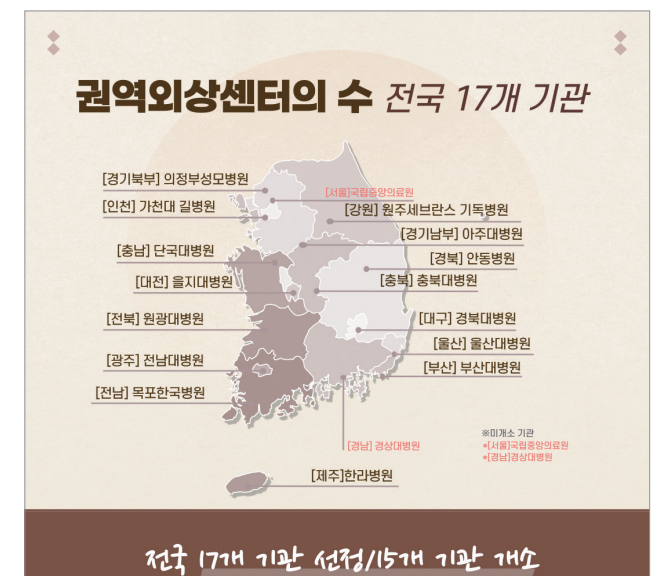 권역외상센터의 수 전국 17개 기관
[경기북부] 의정부성모병원
[서울]국립중앙의료원
[인천] 가천대 길병원
[강원] 원주세브란스 기독병원
[경기남부] 아주대병원
[충남] 단국대병원
[경북] 안동병원
[대전] 을지대병원
[충북] 충북대병원
[전북] 원광대병원
[대구] 경북대병원
[울산] 울산대병원
[광주] 전남대병원
[부산] 부산대병원
[전남] 목포한국병원
[경남] 경상대병원
※미개소 기관
*[서울]국립중앙의료원
*[경남]경상대병원
[제주]한라병원
전국 17개 기관 선정/15개 기관 개소